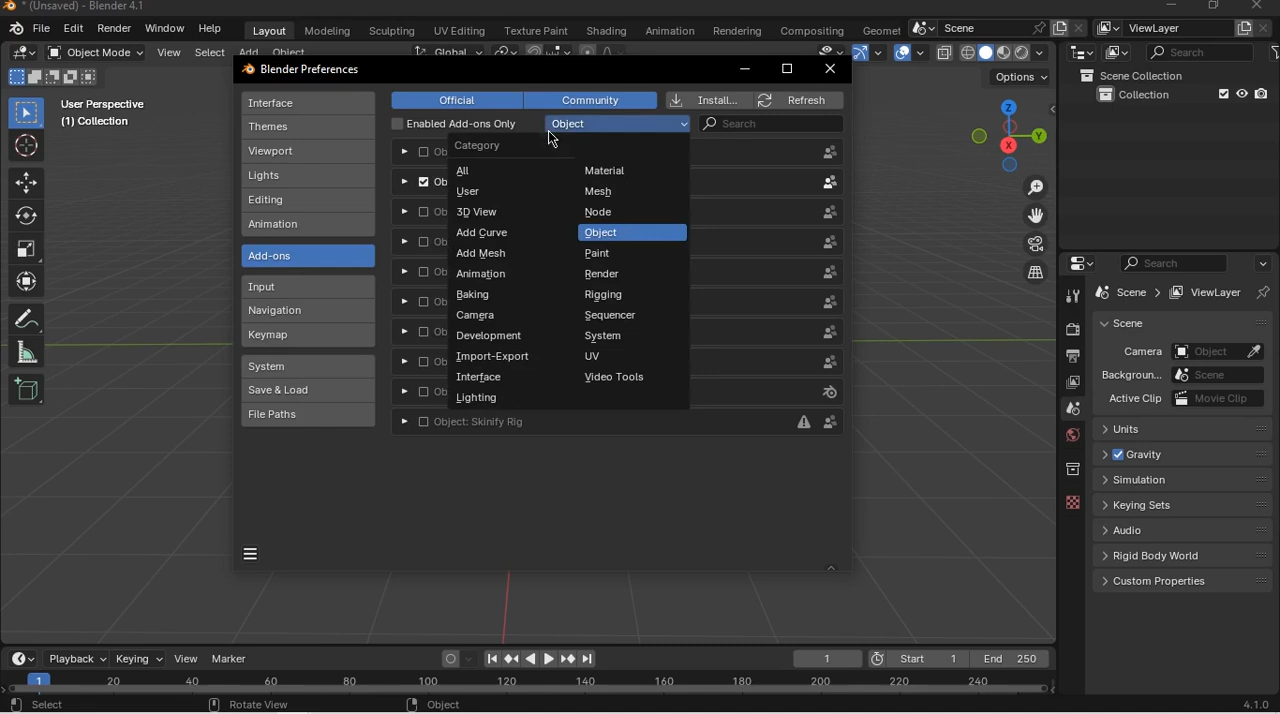 * (Unsaved) - Blender 4.1
File Edit Render Window Help Layout Modeling Sculpting UV Editing Texture Paint Shading Animation Rendering Compositing Geomet Scene ViewLayer
Object Mode View Select Add Object Global
Options
Search
User Perspective
(1) Collection
Scene Collection
Collection
Blender Preferences
Interface
Themes
Viewport
Lights
Editing
Animation
Add-ons
Input
Navigation
Keymap
System
Save & Load
File Paths
Official Community Install... Refresh
Enabled Add-ons Only Object Search
Category
All
User
3D View
Add Curve
Add Mesh
Animation
Baking
Camera
Development
Import-Export
Interface
Lighting
Material
Mesh
Node
Object
Paint
Render
Rigging
Sequencer
System
UV
Video Tools
Object: Skinify Rig
Z
Y
X
Search
Scene ViewLayer
Scene
Camera Object
Backgroun... Scene
Active Clip Movie Clip
Units
Gravity
Simulation
Keying Sets
Audio
Rigid Body World
Custom Properties
Playback Keying View Marker 1 Start 1 End 250
1 20 40 60 80 100 120 140 160 180 200 220 240
Select Rotate View Object 4.1.0